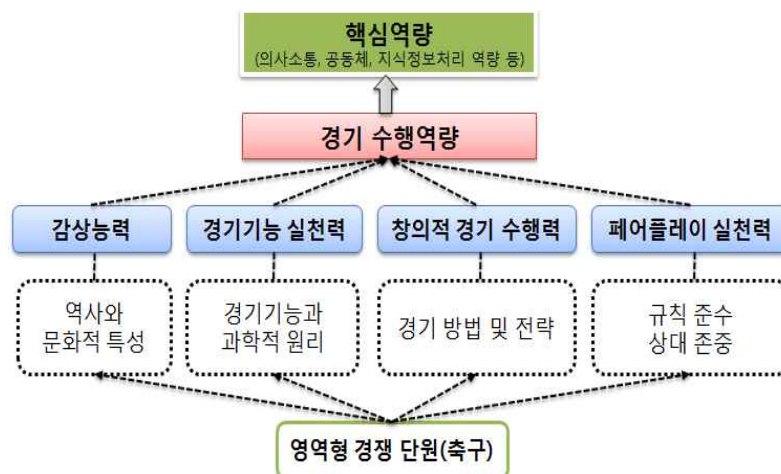 핵심역량
(의사소통, 공동체, 지식정보처리 역량 등)
경기 수행역량
감상능력
경기기능 실천력
창의적 경기 수행력
페어플레이 실천력
역사와
문화적 특성
경기기능과
과학적 원리
경기 방법 및 전략
규칙 준수
상대 존중
영역형 경쟁 단원(축구)